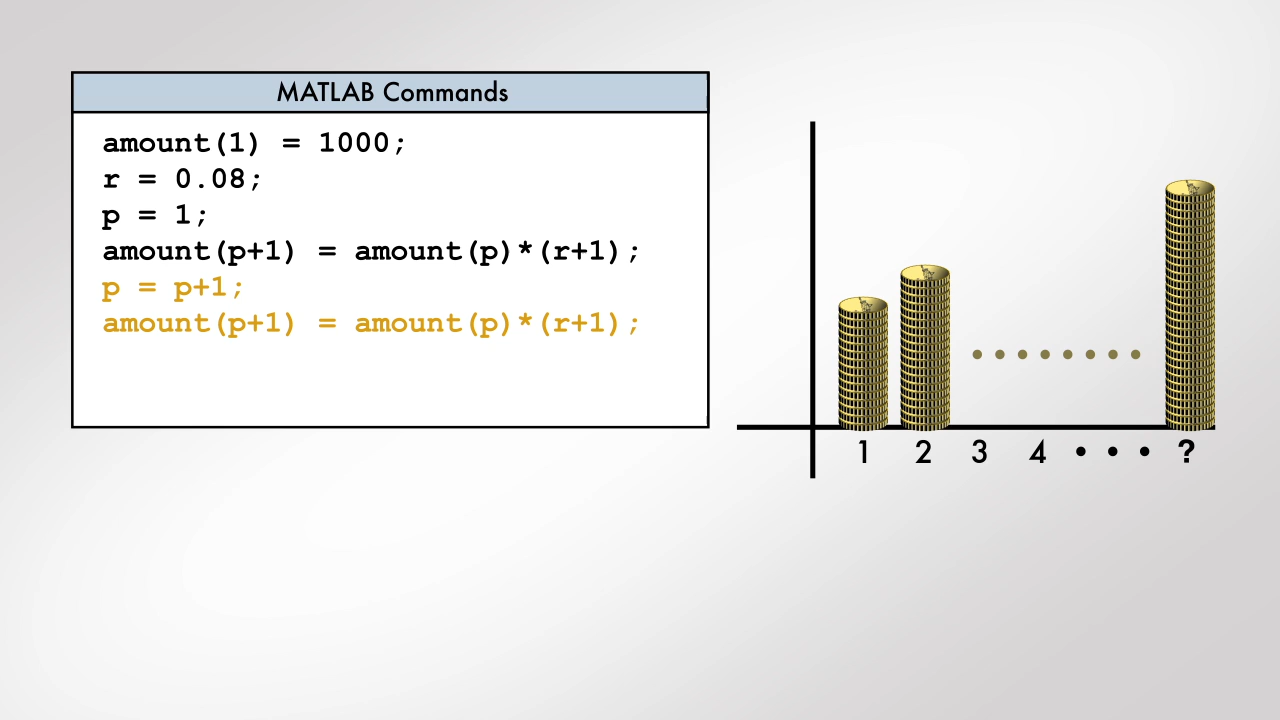 MATLAB Commands
amount(1) = 1000;
r = 0.08;
p = 1;
amount(p+1) = amount(p)*(r+1);
p = p+1;
amount(p+1) = amount(p)*(r+1);
1 2 3 4 • • • ?